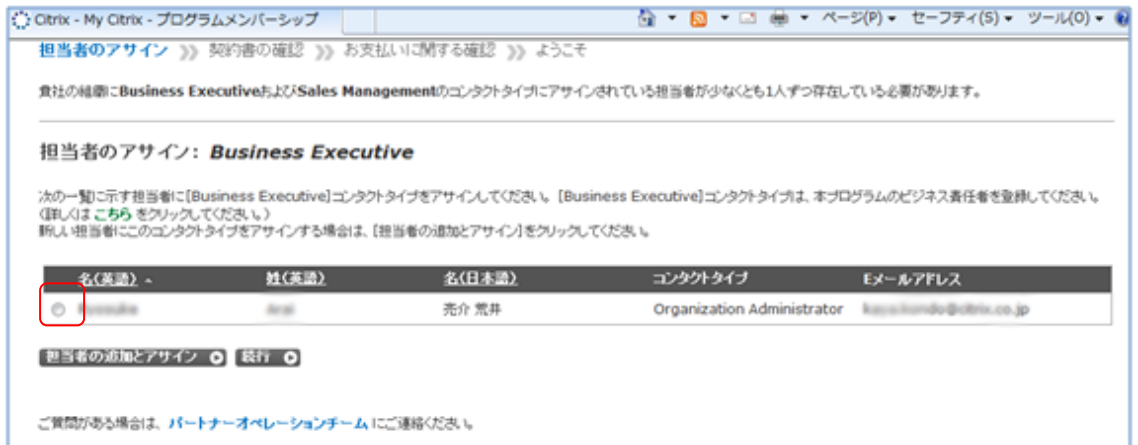 Citrix - My Citrix - プログラムメンバーシップ
ページ(P) セーフティ(S) ツール(O)
担当者のアサイン 契約書の確認 お支払いに関する確認 ようこそ
貴社の組織にBusiness ExecutiveおよびSales Managementのコンタクトタイプにアサインされている担当者が少なくとも1人ずつ存在している必要があります。
担当者のアサイン: Business Executive
次の一覧に示す担当者に[Business Executive]コンタクトタイプをアサインしてください。[Business Executive]コンタクトタイプは、本プログラムのビジネス責任者を登録してください。
(詳しくは こちら をクリックしてください。)
新しい担当者にこのコンタクトタイプをアサインする場合は、[担当者の追加とアサイン]をクリックしてください。
名(英語) 姓(英語) 名(日本語) コンタクトタイプ Eメールアドレス
亮介 荒井 Organization Administrator
担当者の追加とアサイン 続行
ご質問がある場合は、パートナーオペレーションチーム にご連絡ください。